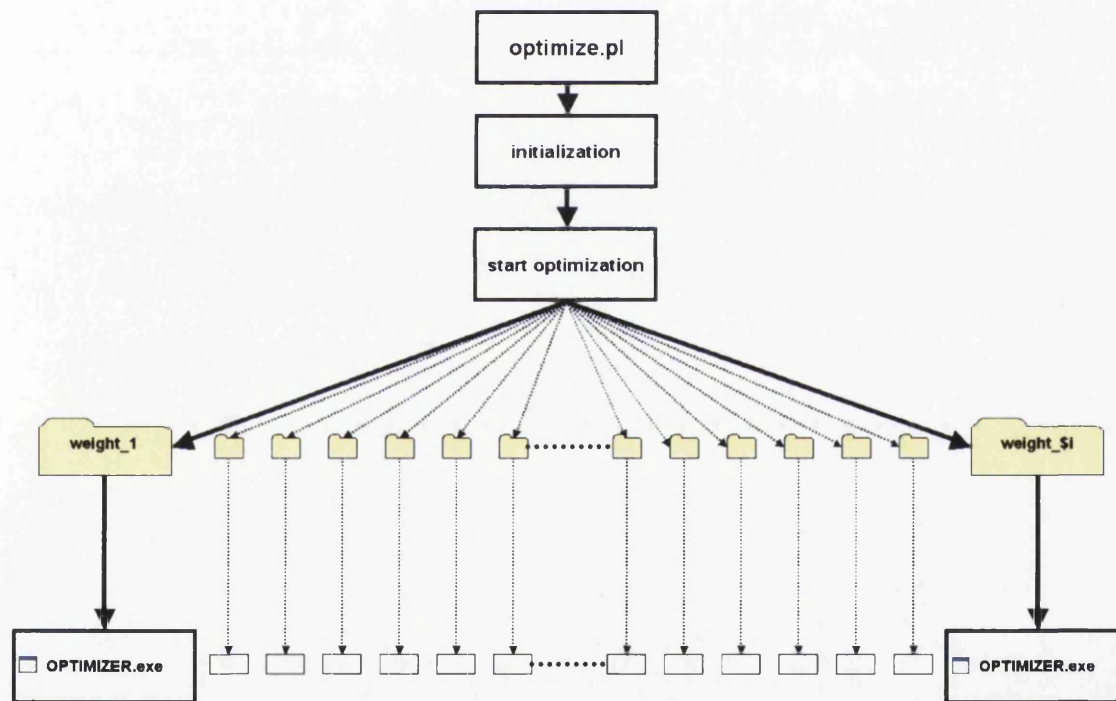 optimize.pl
initialization
start optimization
weight_1
weight_$i
OPTIMIZER.exe
OPTIMIZER.exe